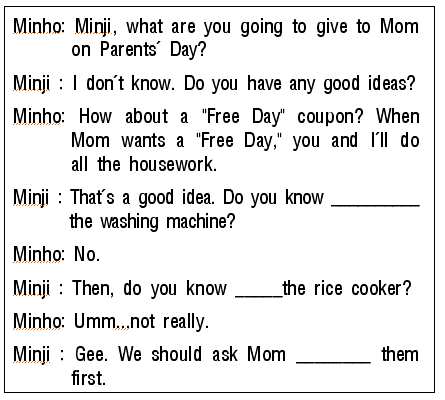 Minho: Minji, what are you going to give to Mom
on Parents´ Day?
Minji : I don´t know. Do you have any good ideas?
Minho: How about a "Free Day" coupon? When
Mom wants a "Free Day," you and I´ll do
all the housework.
Minji : That´s a good idea. Do you know __________
the washing machine?
Minho: No.
Minji : Then, do you know _____the rice cooker?
Minho: Umm...not really.
Minji : Gee. We should ask Mom ________ them
first.